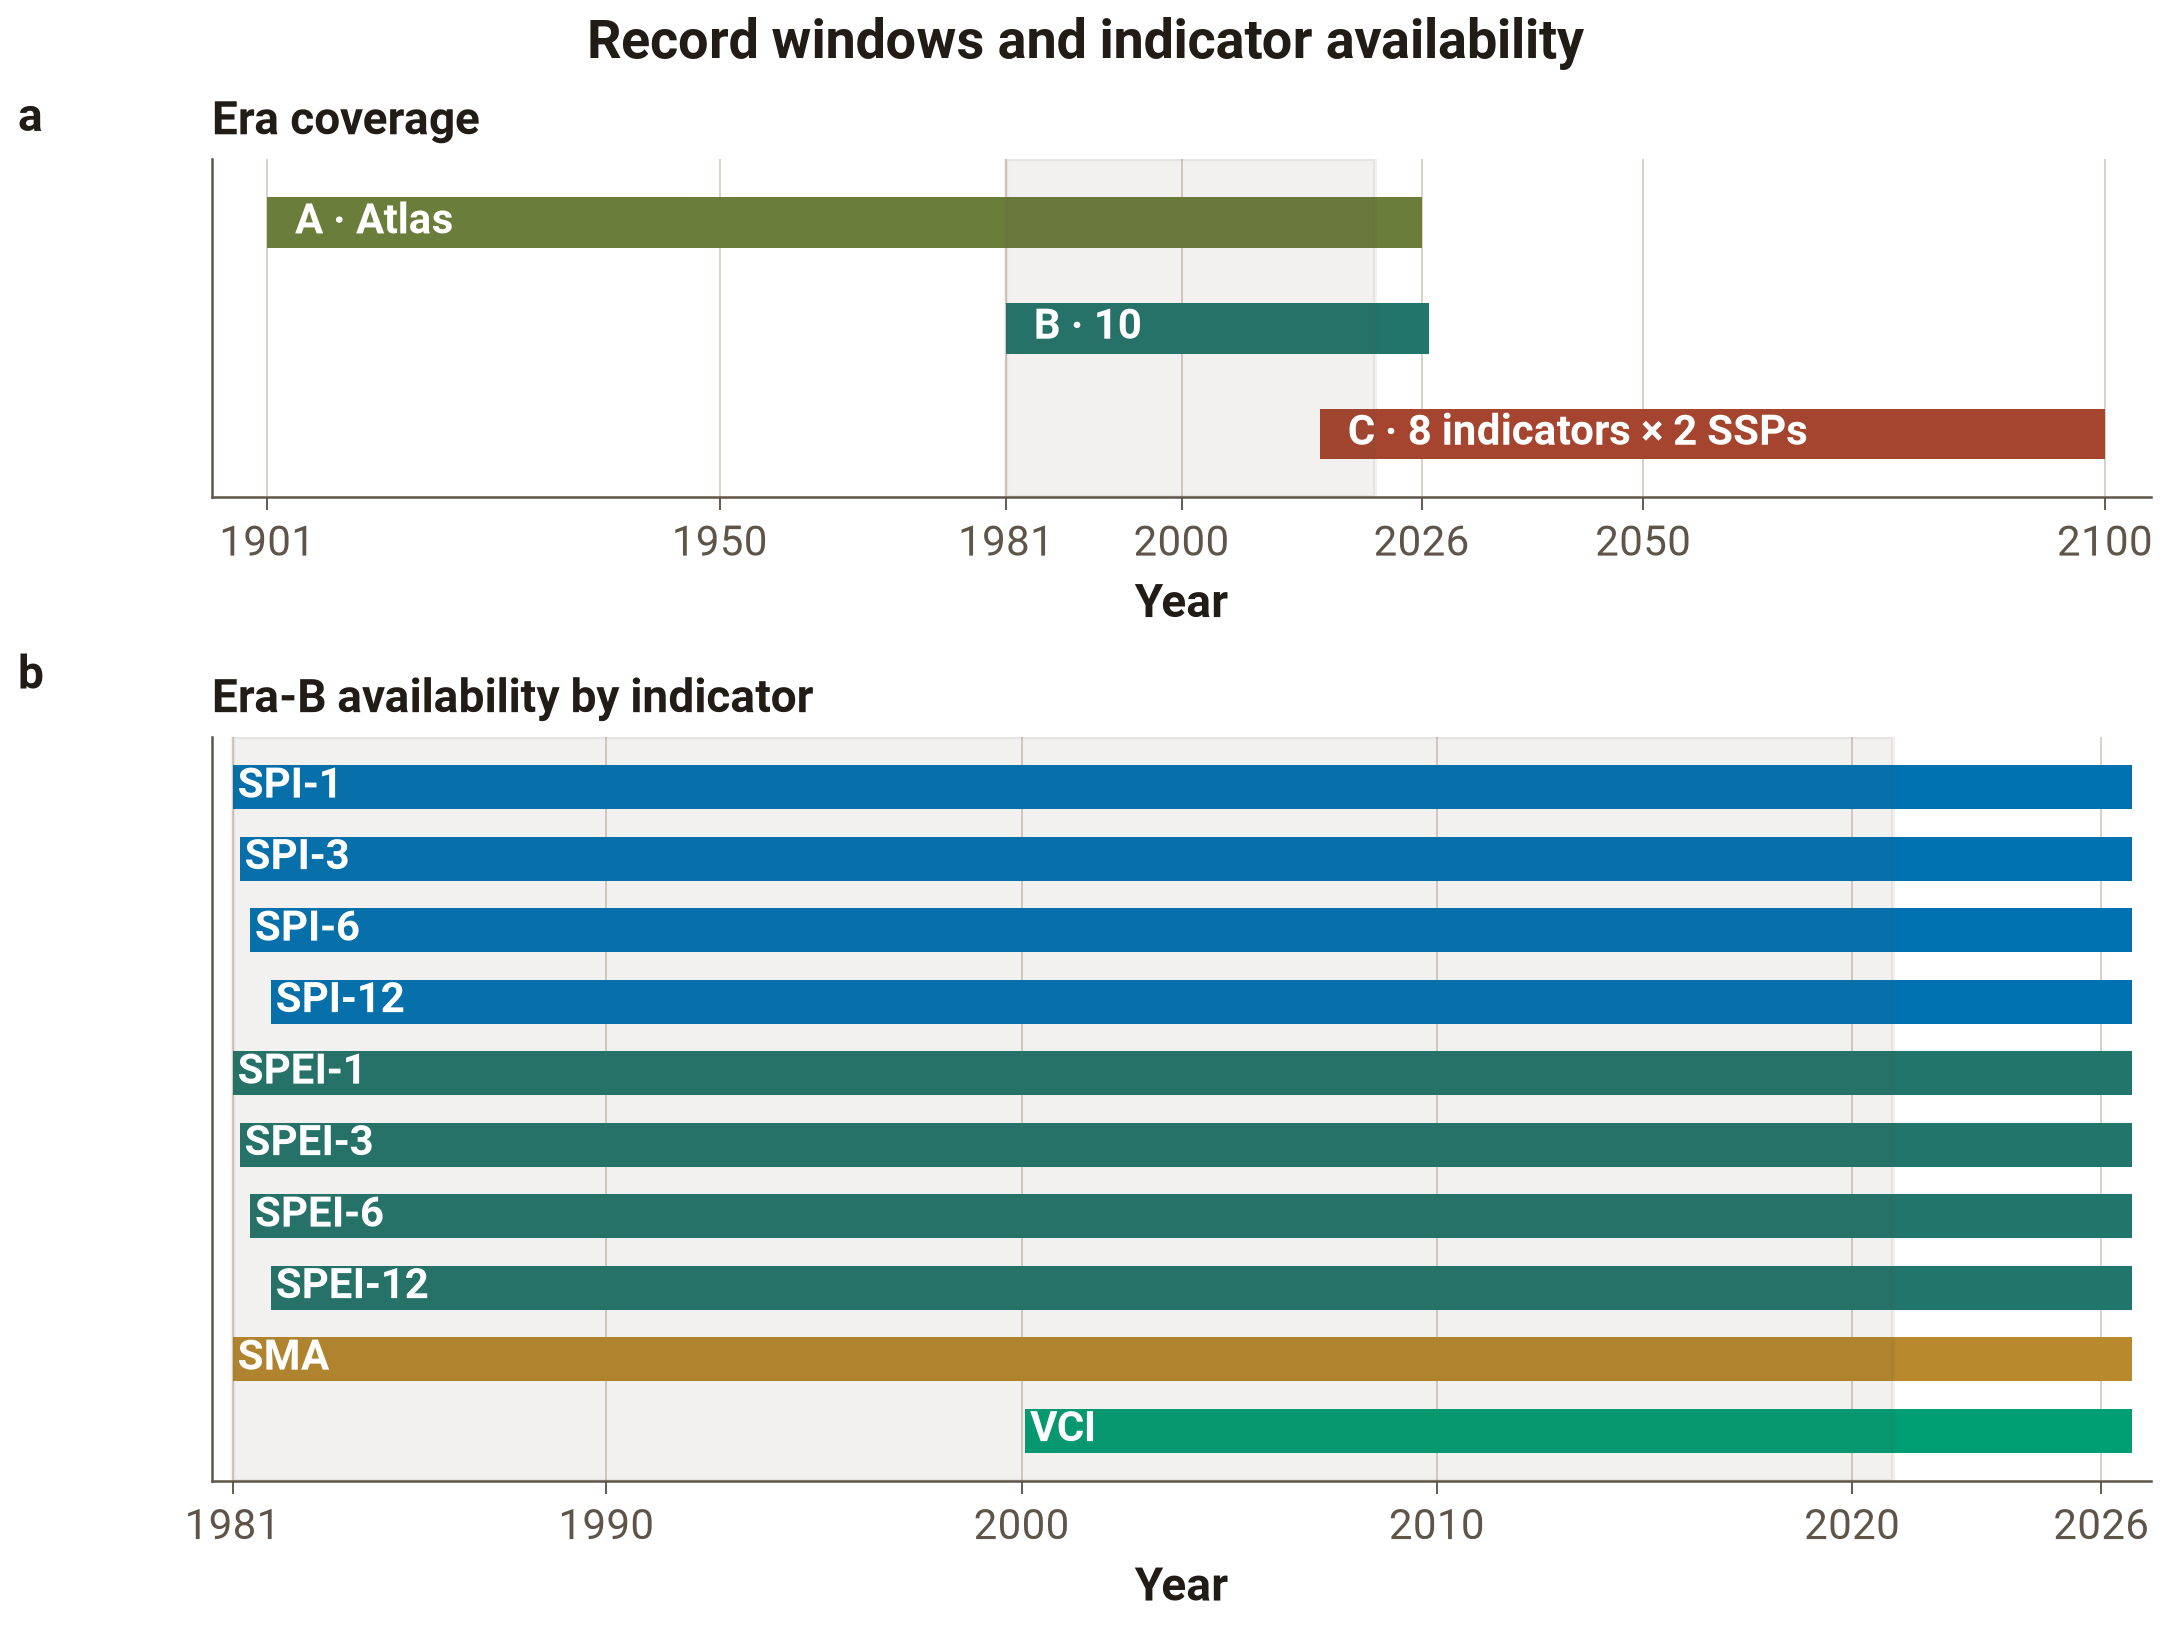 Record windows and indicator availability
a
Era coverage
A · Atlas
B · 10
C · 8 indicators × 2 SSPs
1901 1950 1981 2000 2026 2050 2100
Year
b
Era-B availability by indicator
SPI-1
SPI-3
SPI-6
SPI-12
SPEI-1
SPEI-3
SPEI-6
SPEI-12
SMA
VCI
1981 1990 2000 2010 2020 2026
Year